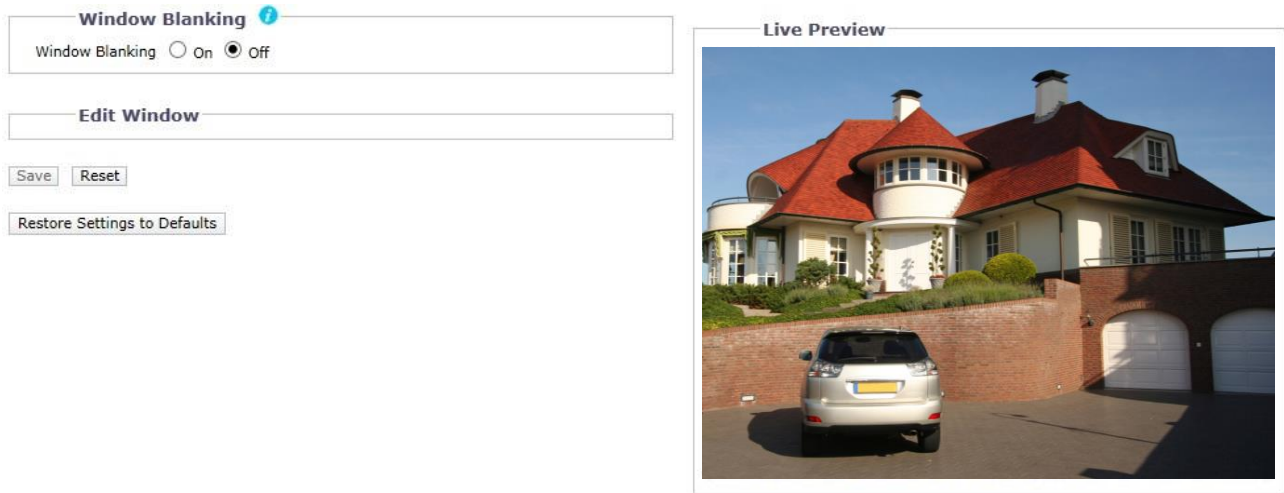 Window Blanking
Window Blanking On Off
Edit Window
Save Reset
Restore Settings to Defaults
Live Preview